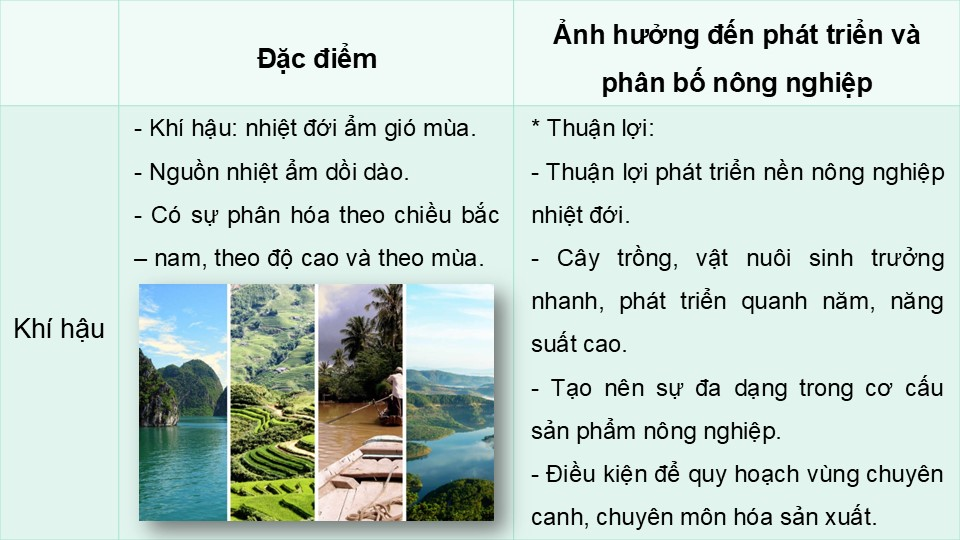 Đặc điểm
Ảnh hưởng đến phát triển và
phân bố nông nghiệp
Khí hậu
- Khí hậu: nhiệt đới ẩm gió mùa.
- Nguồn nhiệt ẩm dồi dào.
- Có sự phân hóa theo chiều bắc
– nam, theo độ cao và theo mùa.
* Thuận lợi:
- Thuận lợi phát triển nền nông nghiệp
nhiệt đới.
- Cây trồng, vật nuôi sinh trưởng
nhanh, phát triển quanh năm, năng
suất cao.
- Tạo nên sự đa dạng trong cơ cấu
sản phẩm nông nghiệp.
- Điều kiện để quy hoạch vùng chuyên
canh, chuyên môn hóa sản xuất.